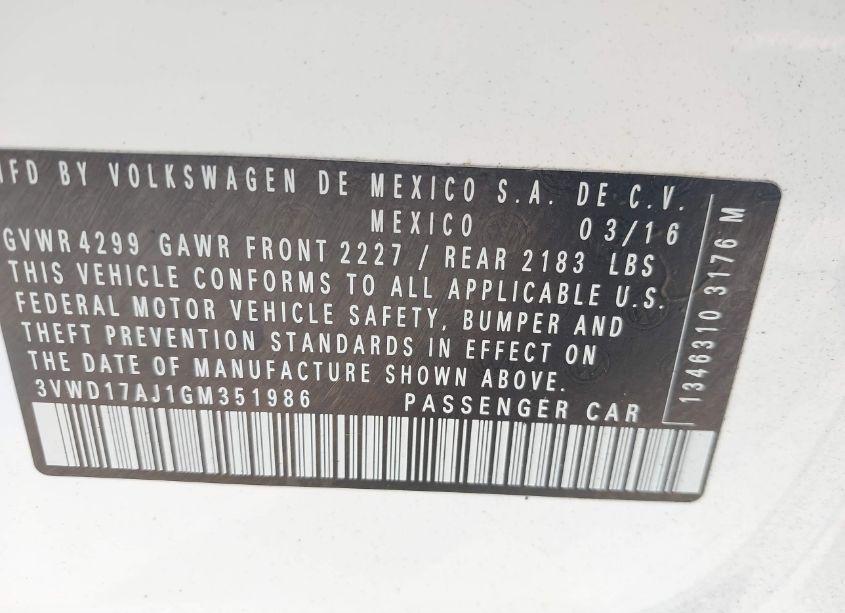 MFD BY VOLKSWAGEN DE MEXICO S.A. DE C.V.
MEXICO 03/16
GVWR 4299 GAWR FRONT 2227 / REAR 2183 LBS
THIS VEHICLE CONFORMS TO ALL APPLICABLE U.S.
FEDERAL MOTOR VEHICLE SAFETY, BUMPER AND
THEFT PREVENTION STANDARDS IN EFFECT ON
THE DATE OF MANUFACTURE SHOWN ABOVE.
3VWD17AJ1GM351986 PASSENGER CAR
1346310 3176 M